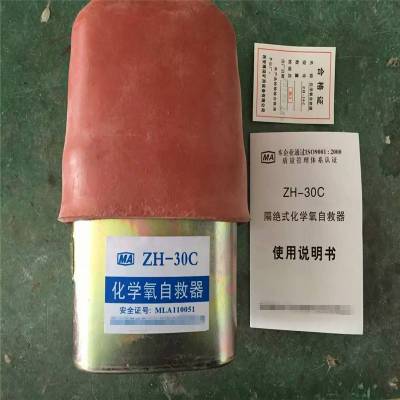 合格证
MA
本企业通过ISO9001:2000
质量管理体系认证
ZH-30C
隔绝式化学氧自救器
使用说明书
MA ZH-30C
化学氧自救器
安全证号: MLA110051